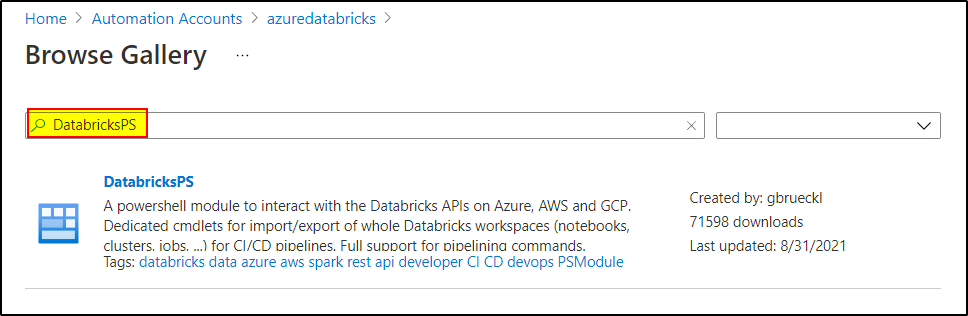 Home > Automation Accounts > azuredatabricks >
Browse Gallery ...
DatabricksPS ×
DatabricksPS
A powershell module to interact with the Databricks APIs on Azure, AWS and GCP.
Dedicated cmdlets for import/export of whole Databricks workspaces (notebooks,
clusters, jobs, ...) for CI/CD pipelines. Full support for pipelining commands.
Tags: databricks data azure aws spark rest api developer CI CD devops PSModule
Created by: gbrueckl
71598 downloads
Last updated: 8/31/2021